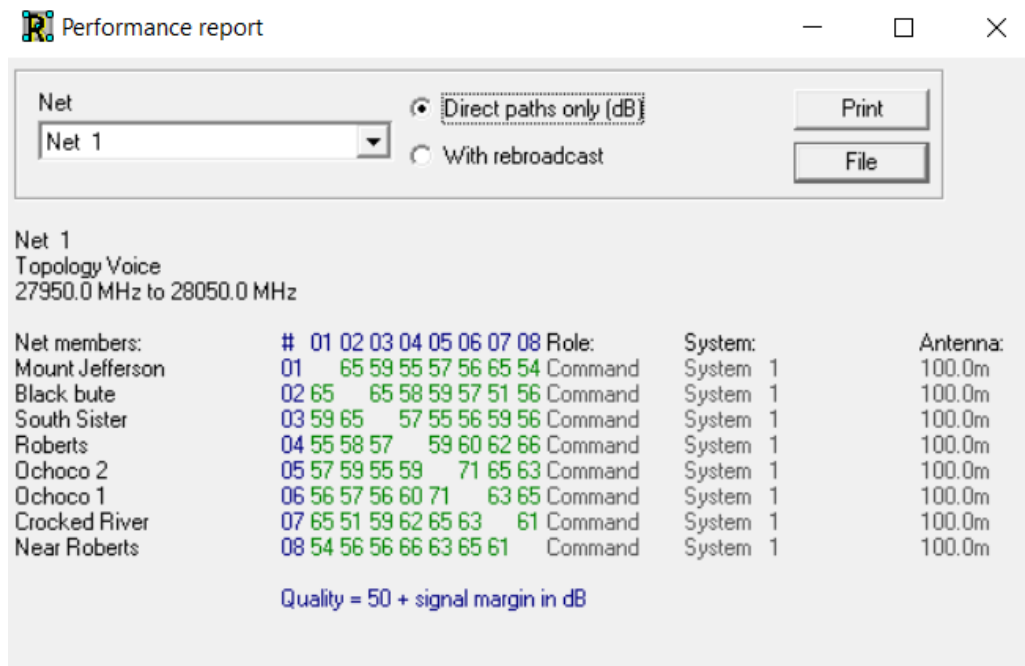 Performance report
Net
Net 1
Direct paths only (dB)
With rebroadcast
Print
File
Net 1
Topology Voice
27950.0 MHz to 28050.0 MHz
Net members: # 01 02 03 04 05 06 07 08 Role: System: Antenna:
Mount Jefferson 01 65 59 55 57 56 65 54 Command System 1 100.0m
Black bute 02 65 65 58 59 57 51 56 Command System 1 100.0m
South Sister 03 59 65 57 55 56 59 56 Command System 1 100.0m
Roberts 04 55 58 57 59 60 62 66 Command System 1 100.0m
Ochoco 2 05 57 59 55 59 71 65 63 Command System 1 100.0m
Ochoco 1 06 56 57 56 60 71 63 65 Command System 1 100.0m
Crocked River 07 65 51 59 62 65 63 61 Command System 1 100.0m
Near Roberts 08 54 56 56 66 63 65 61 Command System 1 100.0m
Quality = 50 + signal margin in dB